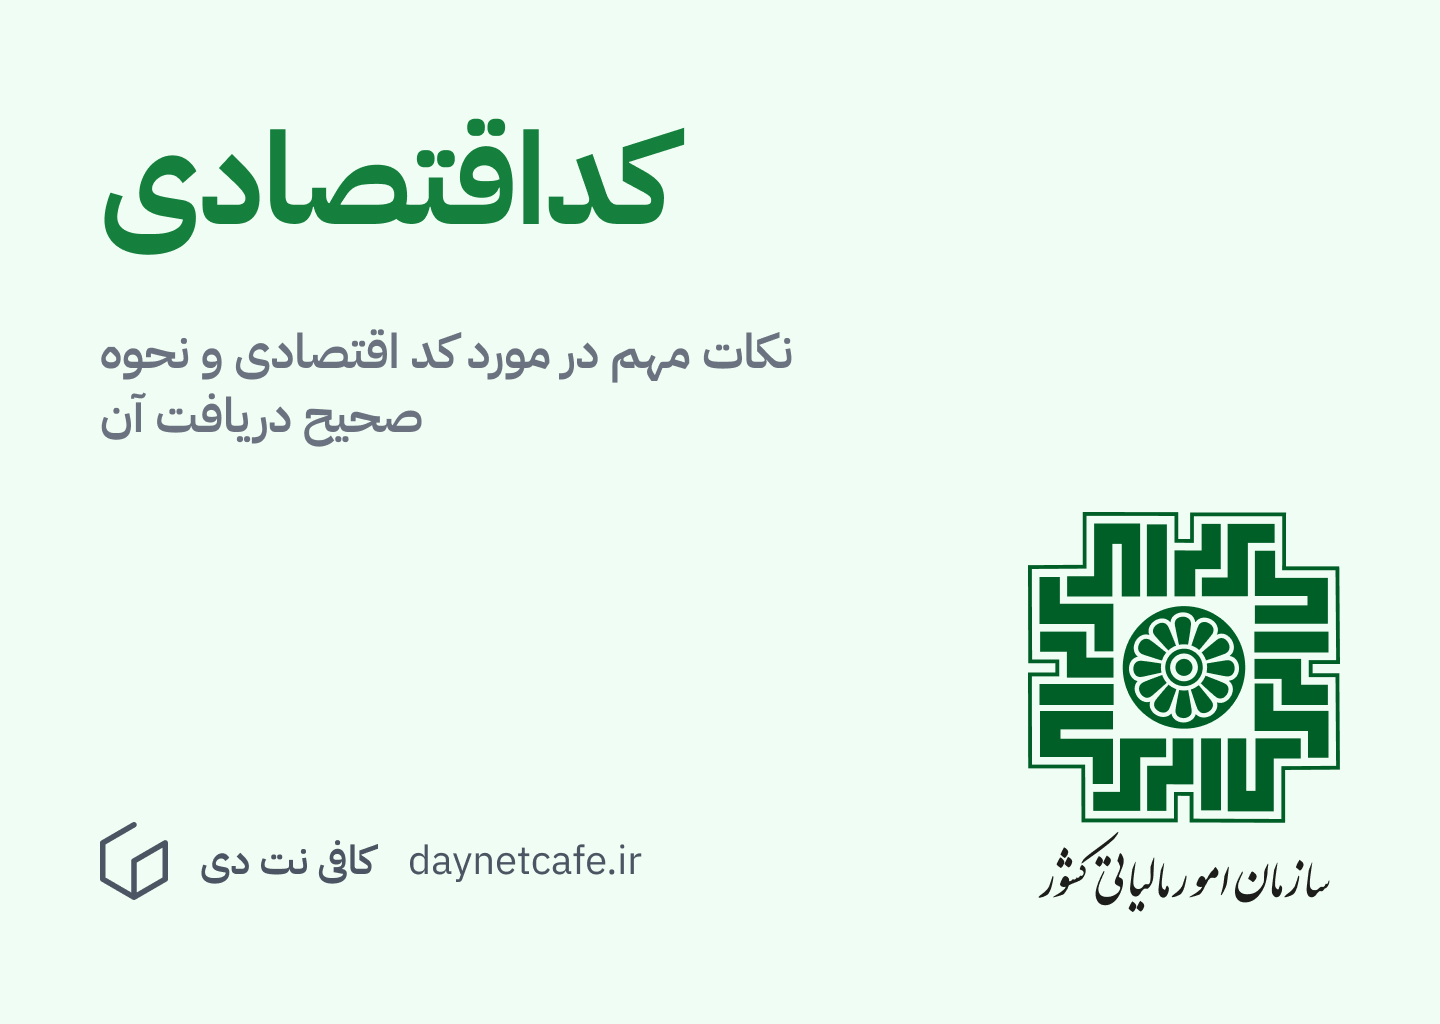 کداقتصادی
نکات مهم در مورد کد اقتصادی و نحوه
صحیح دریافت آن
کافی نت دی daynetcafe.ir
سازمان امور مالیاتی کشور